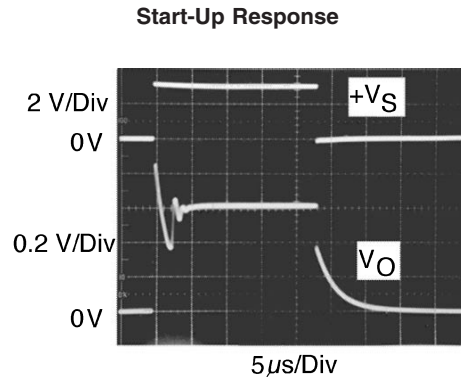 Start-Up Response
2 V/Div
+VS
0V
0.2 V/Div
VO
0V
5µs/Div